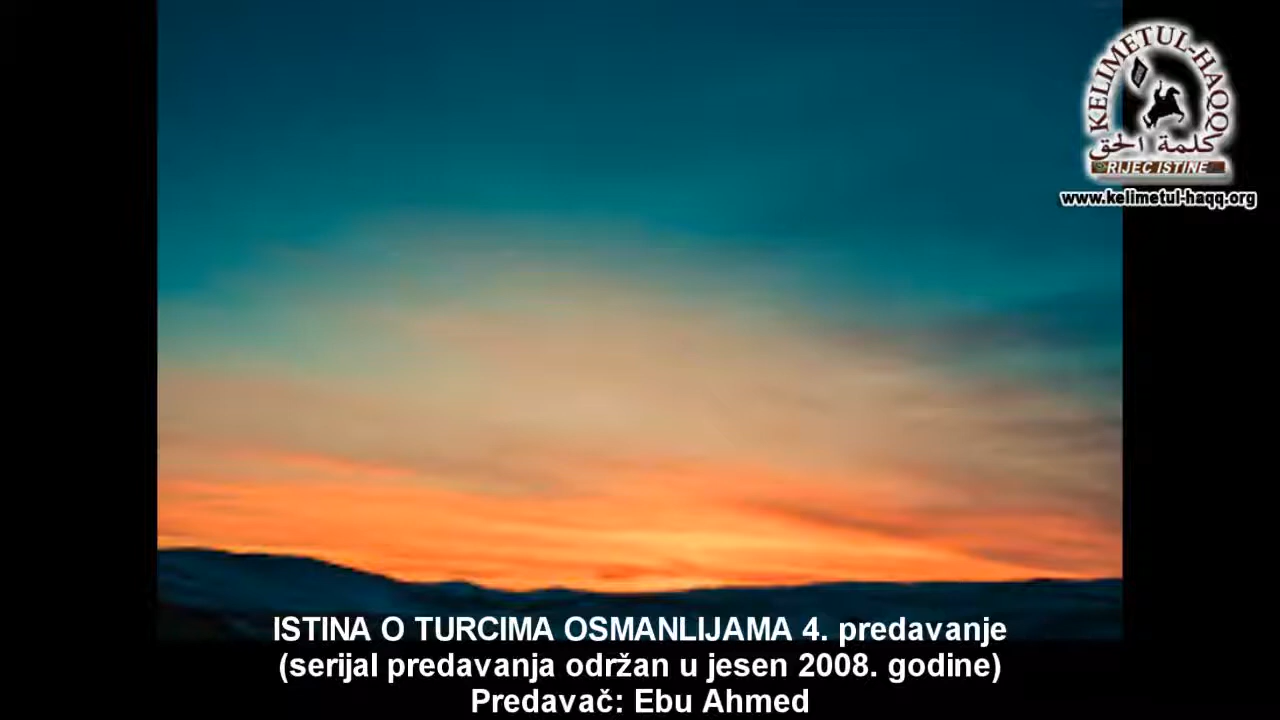 KELIMETUL-HAQQ
كلمة الحق
RIJEC ISTINE
www.kelimetul-haqq.org
ISTINA O TURCIMA OSMANLIJAMA 4. predavanje
(serijal predavanja održan u jesen 2008. godine)
Predavač: Ebu Ahmed